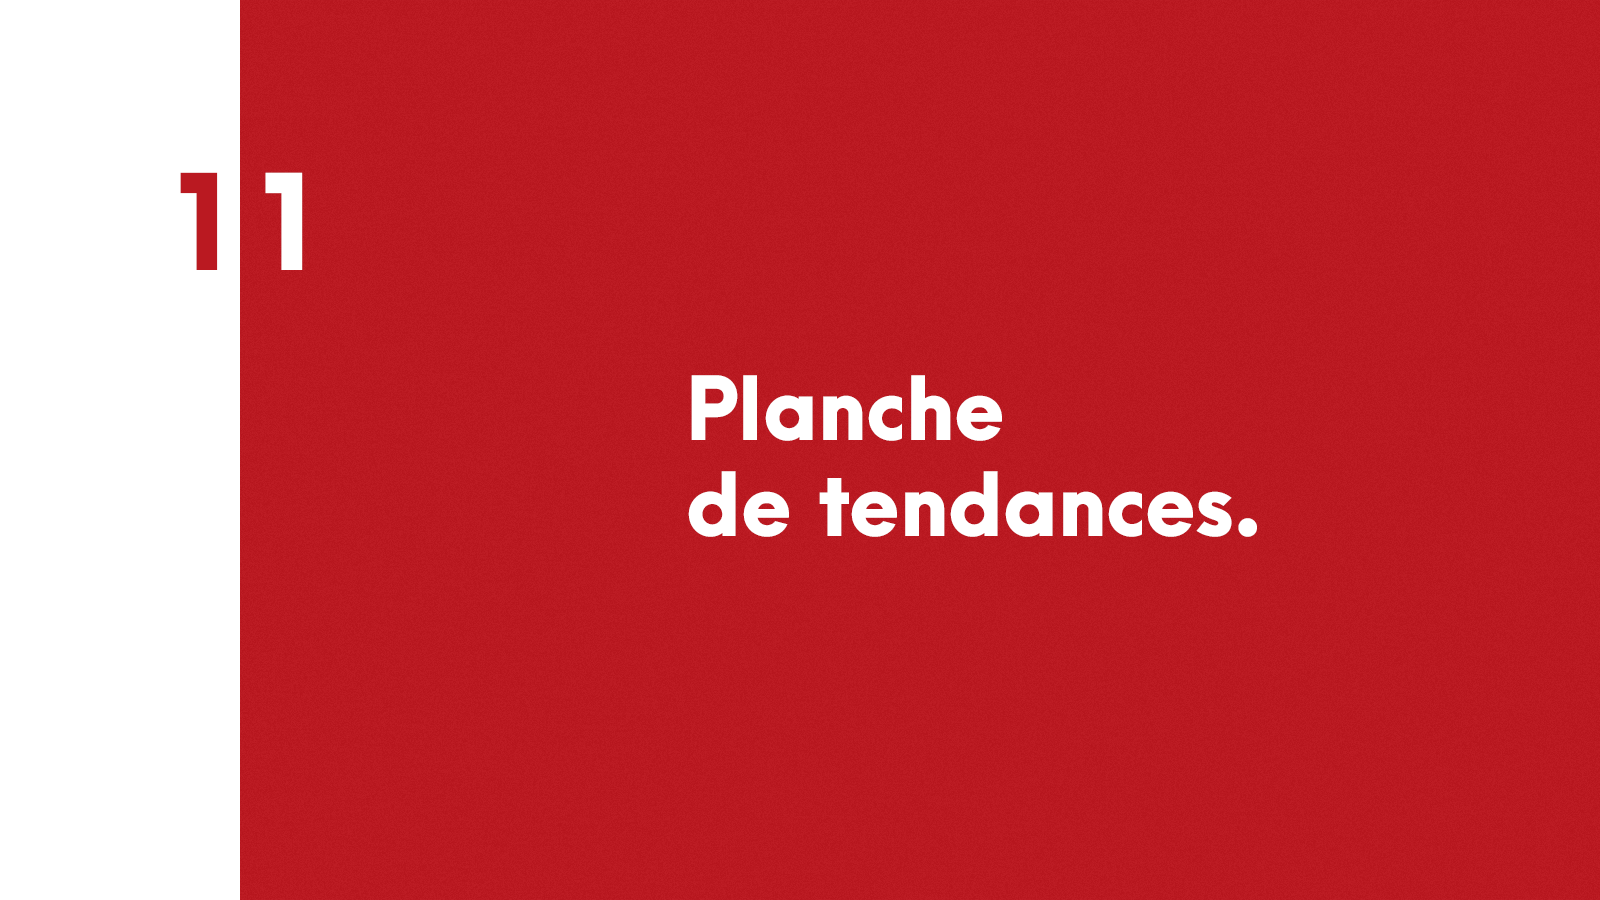 11
Planche
de tendances.